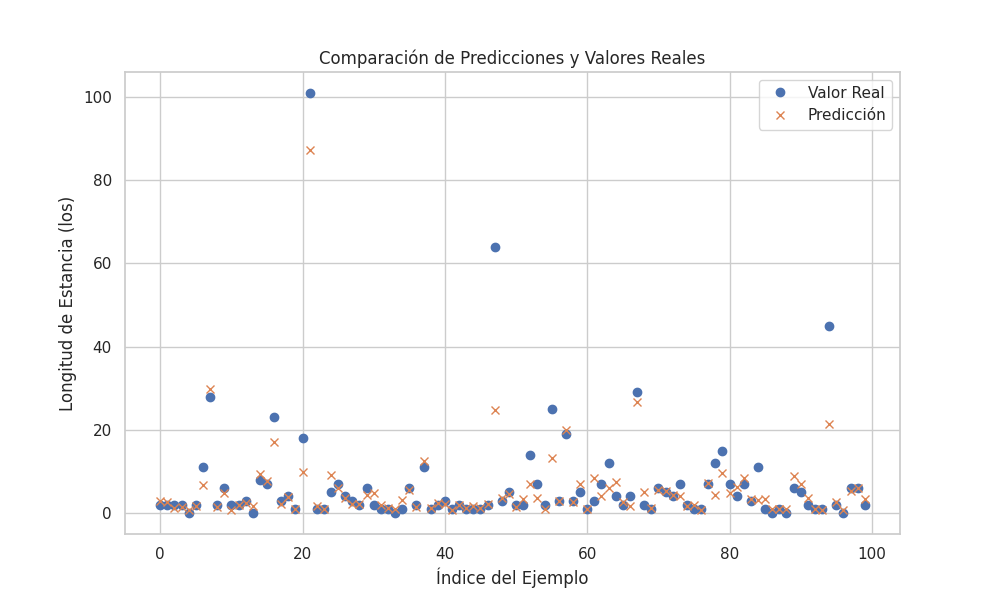 Comparación de Predicciones y Valores Reales
Valor Real
Predicción
Longitud de Estancia (los)
100
80
60
40
20
0
0
20
40
60
80
100
Índice del Ejemplo